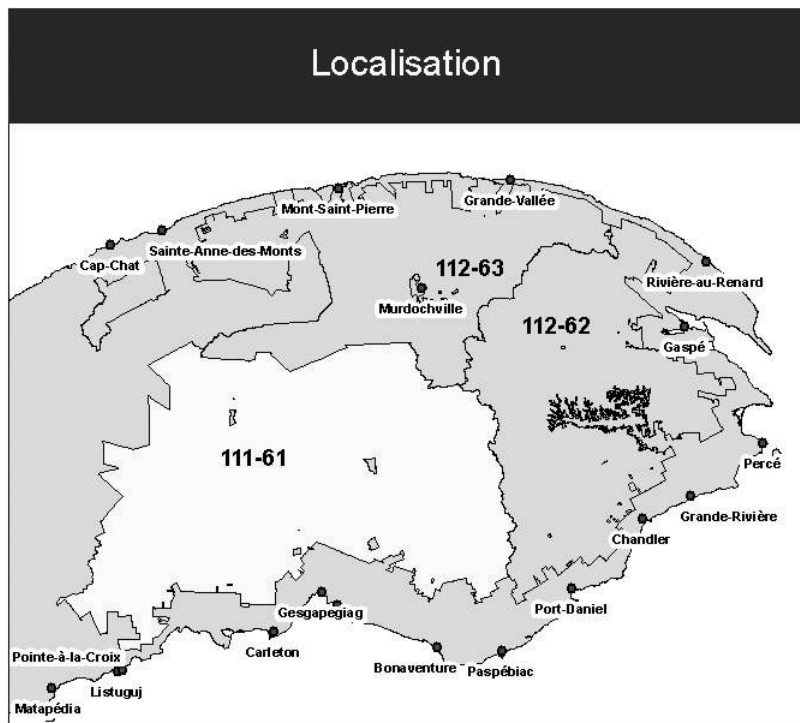 Localisation
Mont-Saint-Pierre
Grande-Vallée
Sainte-Anne-des-Monts
Cap-Chat
112-63
Rivière-au-Renard
Murdochville
112-62
Gaspé
111-61
Percé
Grande-Rivière
Chandler
Port-Daniel
Gesgapegiag
Carleton
Pointe-à-la-Croix
Bonaventure
Paspébiac
Listuguj
Matapédia